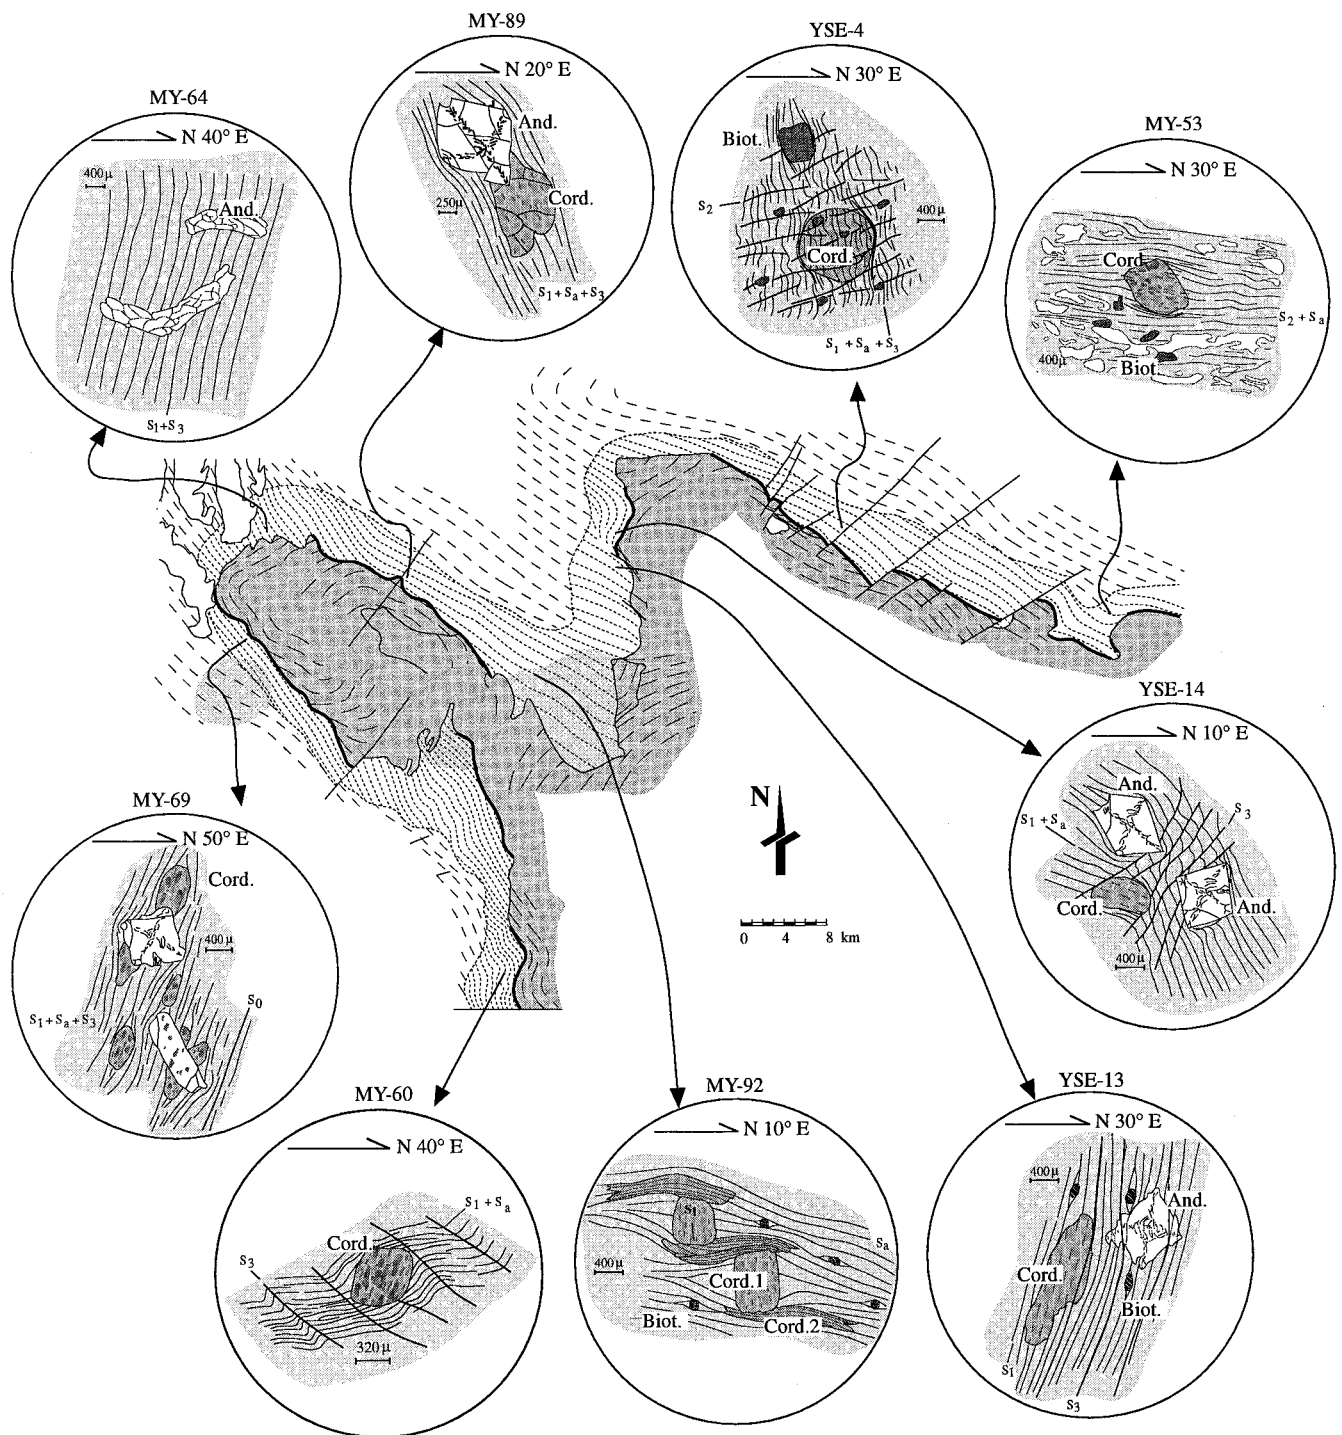 MY-89
N 20° E
And.
Cord.
250µ
S1+Sa+S3
YSE-4
N 30° E
Biot.
S2
400µ
Cord.
S1 + Sa + S3
MY-64
N 40° E
400µ
And.
S1+S3
MY-53
N 30° E
Cord.
S2 + Sa
400µ
Biot.
YSE-14
N 10° E
And.
S1 + Sa
S3
Cord.
And.
400µ
MY-69
N 50° E
Cord.
400µ
S0
S1+Sa+S3
N
0 4 8 km
MY-60
N 40° E
S1 + Sa
Cord.
S3
320µ
MY-92
N 10° E
S1
Sa
400µ
Cord.1
Biot.
Cord.2
YSE-13
N 30° E
400µ
And.
Cord.
Biot.
S1
S3